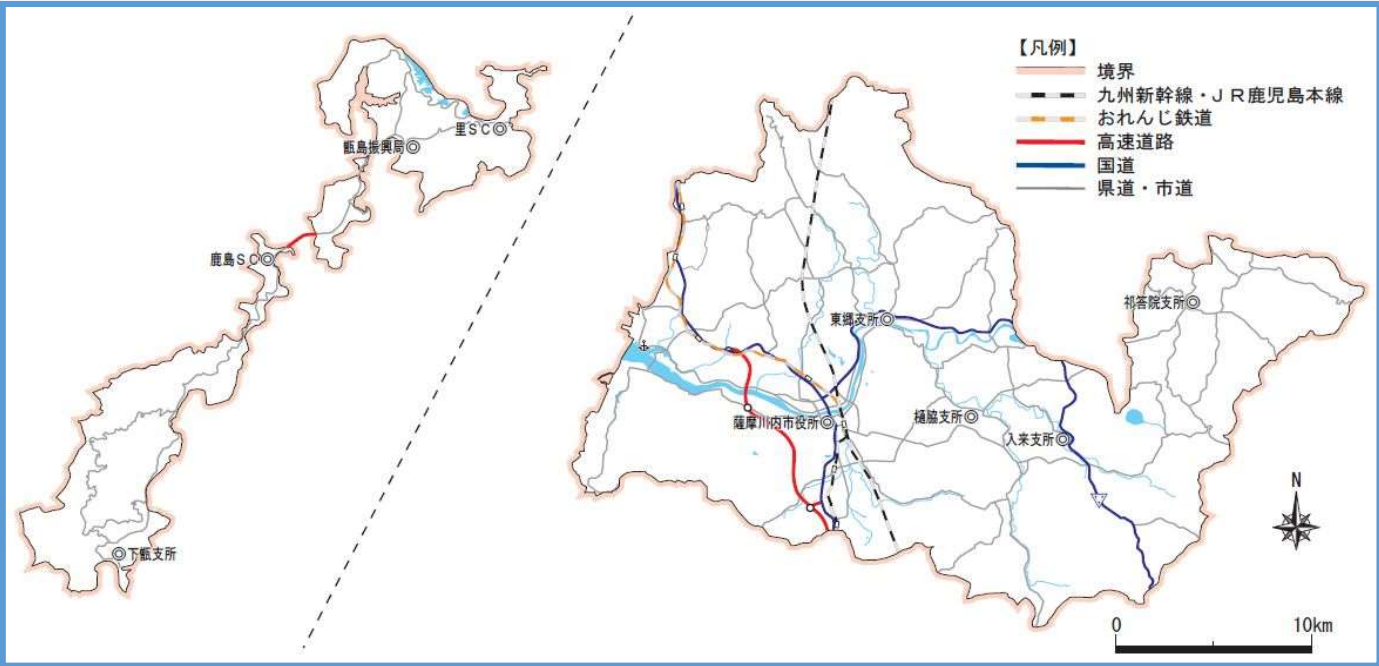 【凡例】
境界
九州新幹線・JR鹿児島本線
おれんじ鉄道
高速道路
国道
県道・市道
里SC
甑島振興局
鹿島SC
下甑支所
東郷支所
祁答院支所
薩摩川内市役所
樋脇支所
入来支所
N
0 10km